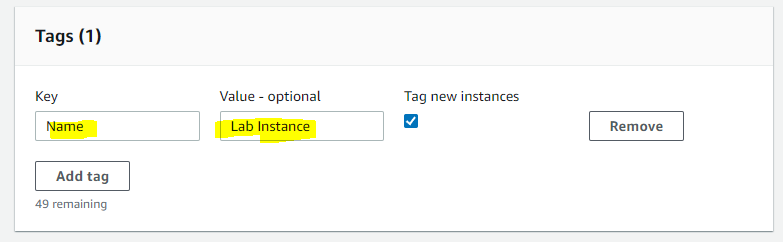 Tags (1)
Key Value - optional Tag new instances
Name Lab Instance Remove
Add tag
49 remaining